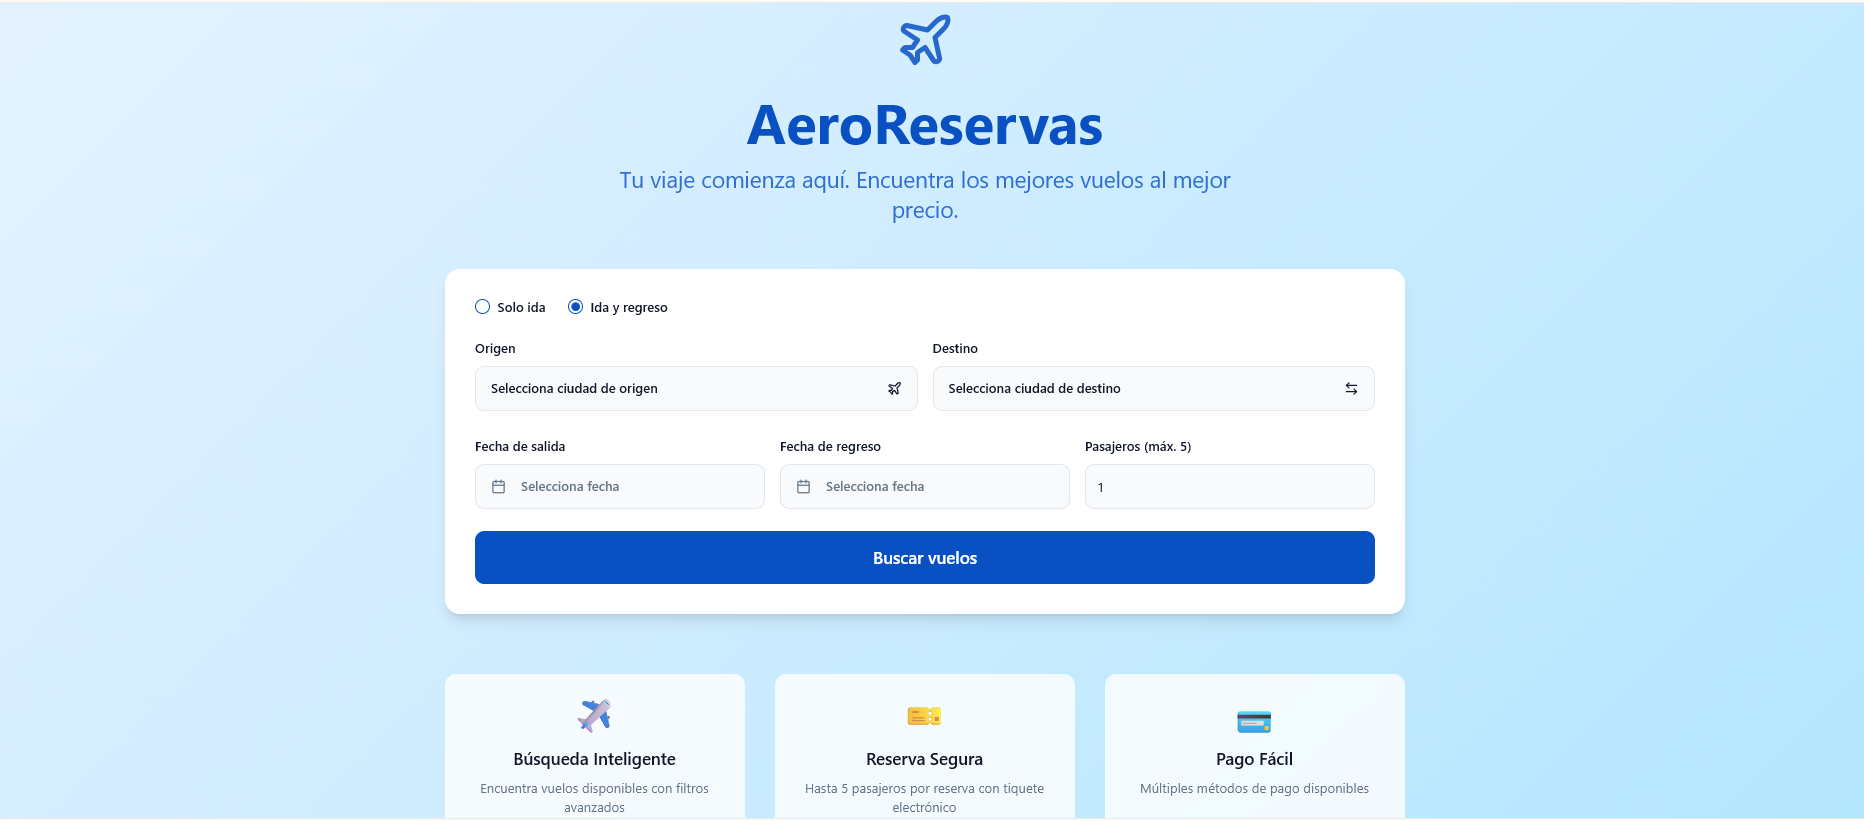 AeroReservas
Tu viaje comienza aquí. Encuentra los mejores vuelos al mejor
precio.
Solo ida
Ida y regreso
Origen
Destino
Selecciona ciudad de origen
Selecciona ciudad de destino
Fecha de salida
Fecha de regreso
Pasajeros (máx. 5)
Selecciona fecha
Selecciona fecha
1
Buscar vuelos
Búsqueda Inteligente
Encuentra vuelos disponibles con filtros
avanzados
Reserva Segura
Hasta 5 pasajeros por reserva con tiquete
electrónico
Pago Fácil
Múltiples métodos de pago disponibles